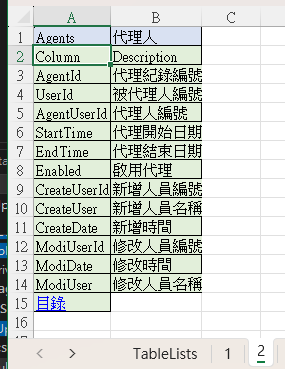 A B C
1 Agents 代理人
2 Column Description
3 AgentId 代理紀錄編號
4 UserId 被代理人編號
5 AgentUserId 代理人編號
6 StartTime 代理開始日期
7 EndTime 代理結束日期
8 Enabled 啟用代理
9 CreateUserId 新增人員編號
10 CreateUser 新增人員名稱
11 CreateDate 新增時間
12 ModiUserId 修改人員編號
13 ModiDate 修改時間
14 ModiUser 修改人員名稱
15 目錄
16
TableLists 1 2